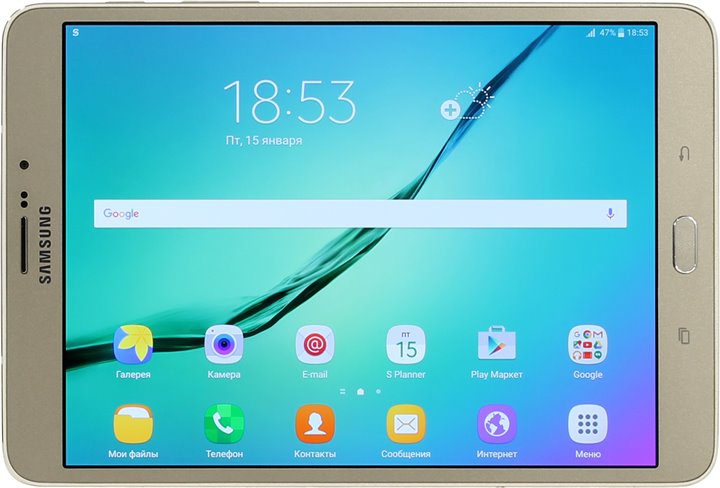 47% 18:53
18:53
Пт, 15 января
Google
SAMSUNG
Галерея
Камера
E-mail
ПТ
15
S Planner
Play Маркет
Google
Мои файлы
Телефон
Контакты
Сообщения
Интернет
Меню